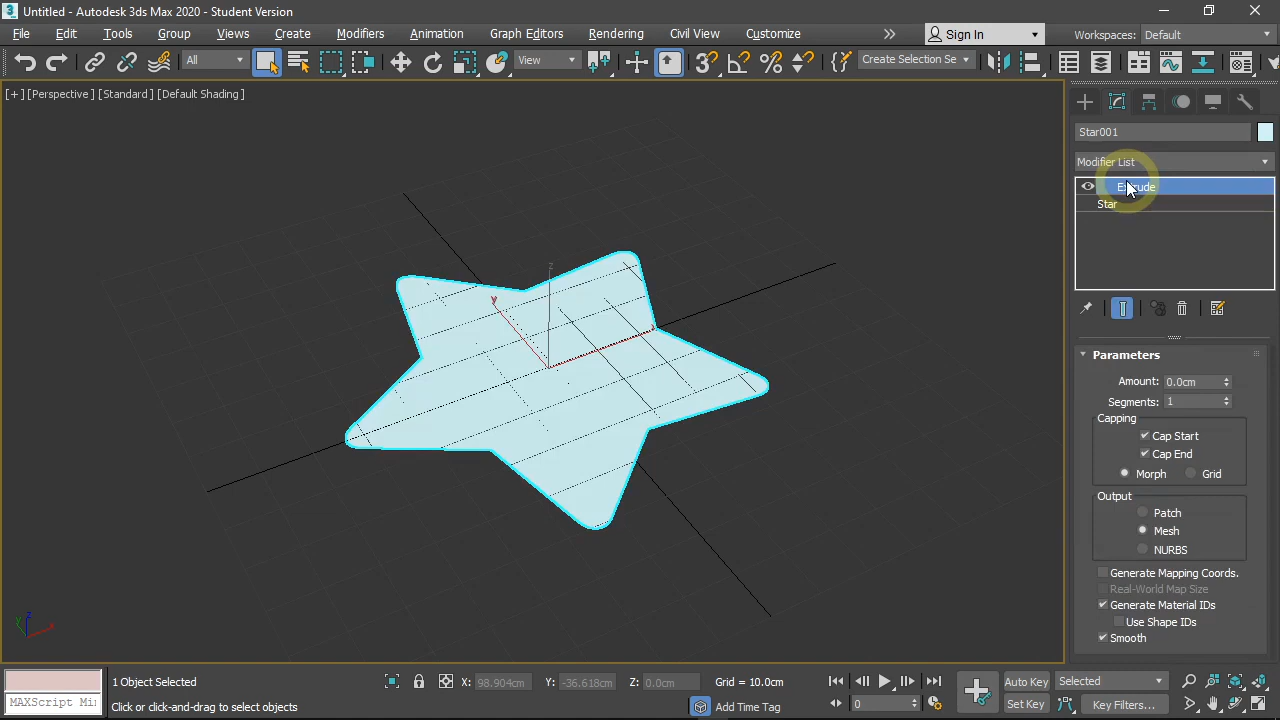 Untitled - Autodesk 3ds Max 2020 - Student Version
File Edit Tools Group Views Create Modifiers Animation Graph Editors Rendering Civil View Customize Sign In Workspaces: Default
All View Create Selection Se
[+] [Perspective ] [Standard ] [Default Shading ]
Star001
Modifier List
Extrude
Star
Parameters
Amount: 0.0cm
Segments: 1
Capping
Cap Start
Cap End
Morph Grid
Output
Patch
Mesh
NURBS
Generate Mapping Coords.
Real-World Map Size
Generate Material IDs
Use Shape IDs
Smooth
z
y
z
y
x
1 Object Selected X: 98.904cm Y: -36.618cm Z: 0.0cm Grid = 10.0cm Auto Key Selected
MAXScript Mi Click or click-and-drag to select objects Add Time Tag 0 Set Key Key Filters...